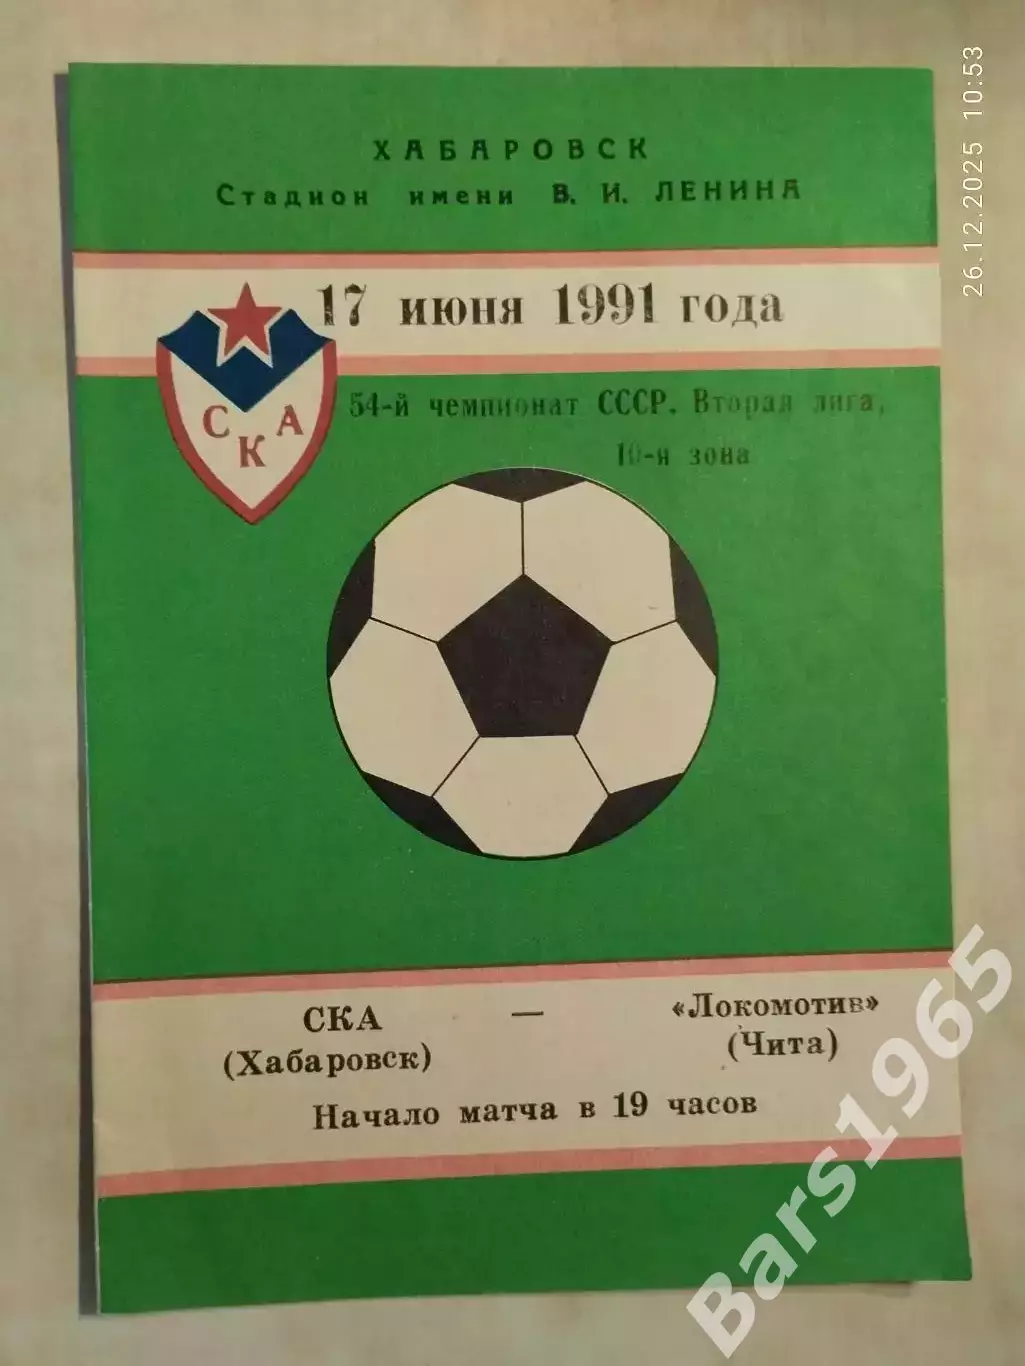 ХАБАРОВСК
Стадион имени В. И. ЛЕНИНА
17 июня 1991 года
СКА
54-й чемпионат СССР. Вторая лига,
10-я зона
СКА — «Локомотив»
(Хабаровск) (Чита)
Начало матча в 19 часов
26.12.2025 10:53
Bars1965